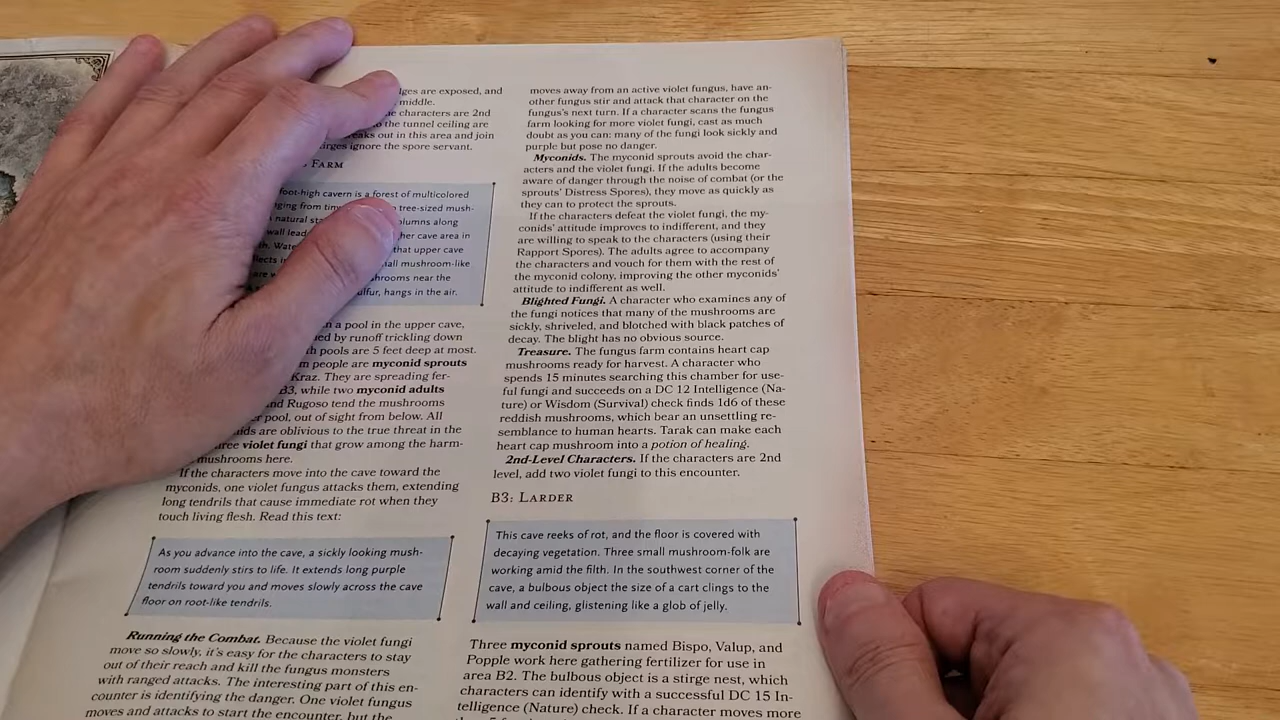 dges are exposed, and
middle.
characters are 2nd
the tunnel ceiling are
out in this area and join
ignore the spore servant.
FARM
foot-high cavern is a forest of multicolored
from tree-sized mush-
natural columns along
wall cave area in
that upper cave
mushroom-like
near the
hangs in the air.
a pool in the upper cave,
by runoff trickling down
pools are 5 feet deep at most.
people are myconid sprouts
Kraz. They are spreading fer-
B3, while two myconid adults
and Rugoso tend the mushrooms
pool, out of sight from below. All
are oblivious to the true threat in the
violet fungi that grow among the harm-
mushrooms here.
If the characters move into the cave toward the
myconids, one violet fungus attacks them, extending
long tendrils that cause immediate rot when they
touch living flesh. Read this text:
As you advance into the cave, a sickly looking mush-
room suddenly stirs to life. It extends long purple
tendrils toward you and moves slowly across the cave
floor on root-like tendrils.
Running the Combat. Because the violet fungi
move so slowly, it's easy for the characters to stay
out of their reach and kill the fungus monsters
with ranged attacks. The interesting part of this en-
counter is identifying the danger. One violet fungus
moves and attacks to start the encounter, but the
moves away from an active violet fungus, have an-
other fungus stir and attack that character on the
fungus's next turn. If a character scans the fungus
farm looking for more violet fungi, cast as much
doubt as you can: many of the fungi look sickly and
purple but pose no danger.
Myconids. The myconid sprouts avoid the char-
acters and the violet fungi. If the adults become
aware of danger through the noise of combat (or the
sprouts' Distress Spores), they move as quickly as
they can to protect the sprouts.
If the characters defeat the violet fungi, the my-
conids' attitude improves to indifferent, and they
are willing to speak to the characters (using their
Rapport Spores). The adults agree to accompany
the characters and vouch for them with the rest of
the myconid colony, improving the other myconids'
attitude to indifferent as well.
Blighted Fungi. A character who examines any of
the fungi notices that many of the mushrooms are
sickly, shriveled, and blotched with black patches of
decay. The blight has no obvious source.
Treasure. The fungus farm contains heart cap
mushrooms ready for harvest. A character who
spends 15 minutes searching this chamber for use-
ful fungi and succeeds on a DC 12 Intelligence (Na-
ture) or Wisdom (Survival) check finds 1d6 of these
reddish mushrooms, which bear an unsettling re-
semblance to human hearts. Tarak can make each
heart cap mushroom into a potion of healing.
2nd-Level Characters. If the characters are 2nd
level, add two violet fungi to this encounter.
B3: LARDER
This cave reeks of rot, and the floor is covered with
decaying vegetation. Three small mushroom-folk are
working amid the filth. In the southwest corner of the
cave, a bulbous object the size of a cart clings to the
wall and ceiling, glistening like a glob of jelly.
Three myconid sprouts named Bispo, Valup, and
Popple work here gathering fertilizer for use in
area B2. The bulbous object is a stirge nest, which
characters can identify with a successful DC 15 In-
telligence (Nature) check. If a character moves more